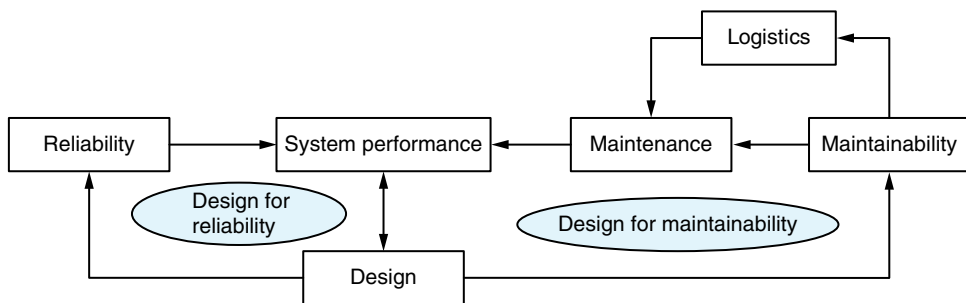 Logistics
Reliability
System performance
Maintenance
Maintainability
Design for
reliability
Design for maintainability
Design